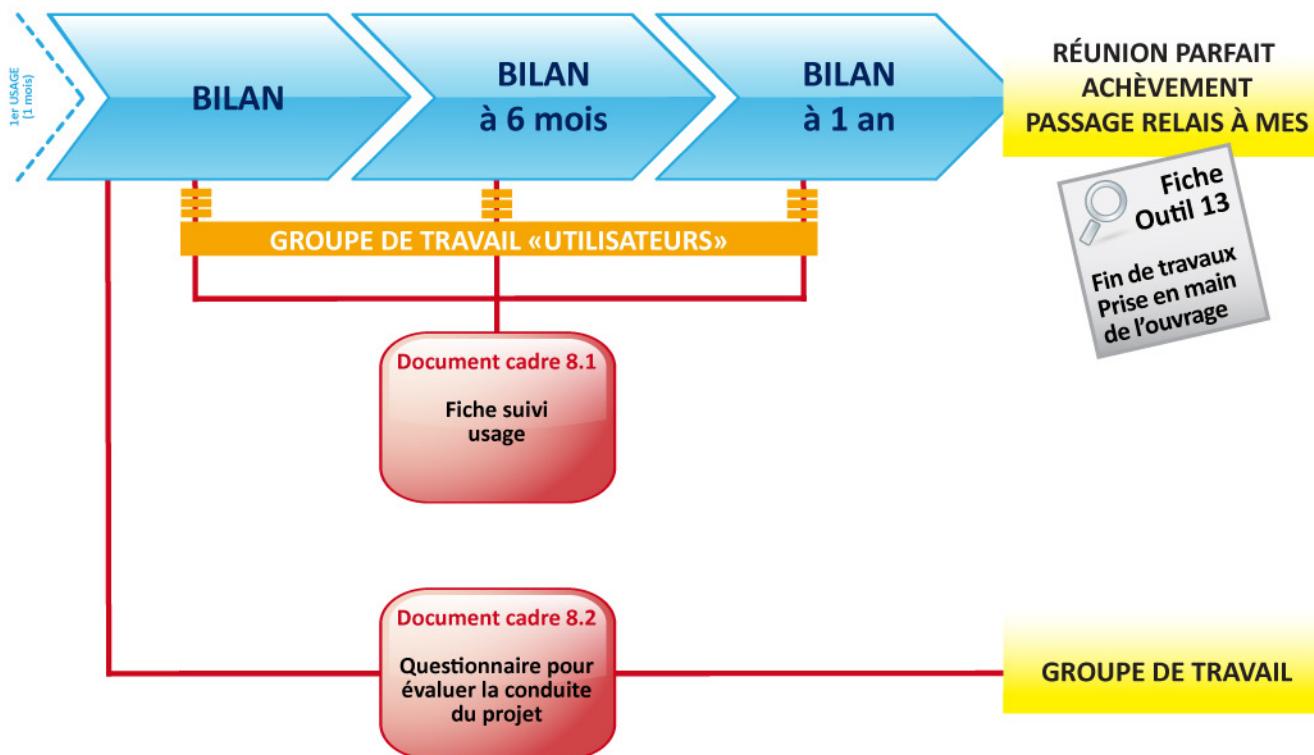 1er USAGE
(1 mois)
BILAN
BILAN
à 6 mois
BILAN
à 1 an
RÉUNION PARFAIT
ACHÈVEMENT
PASSAGE RELAIS À MES
Fiche
Outil 13
Fin de travaux
Prise en main
de l’ouvrage
GROUPE DE TRAVAIL «UTILISATEURS»
Document cadre 8.1
Fiche suivi
usage
Document cadre 8.2
Questionnaire pour
évaluer la conduite
du projet
GROUPE DE TRAVAIL